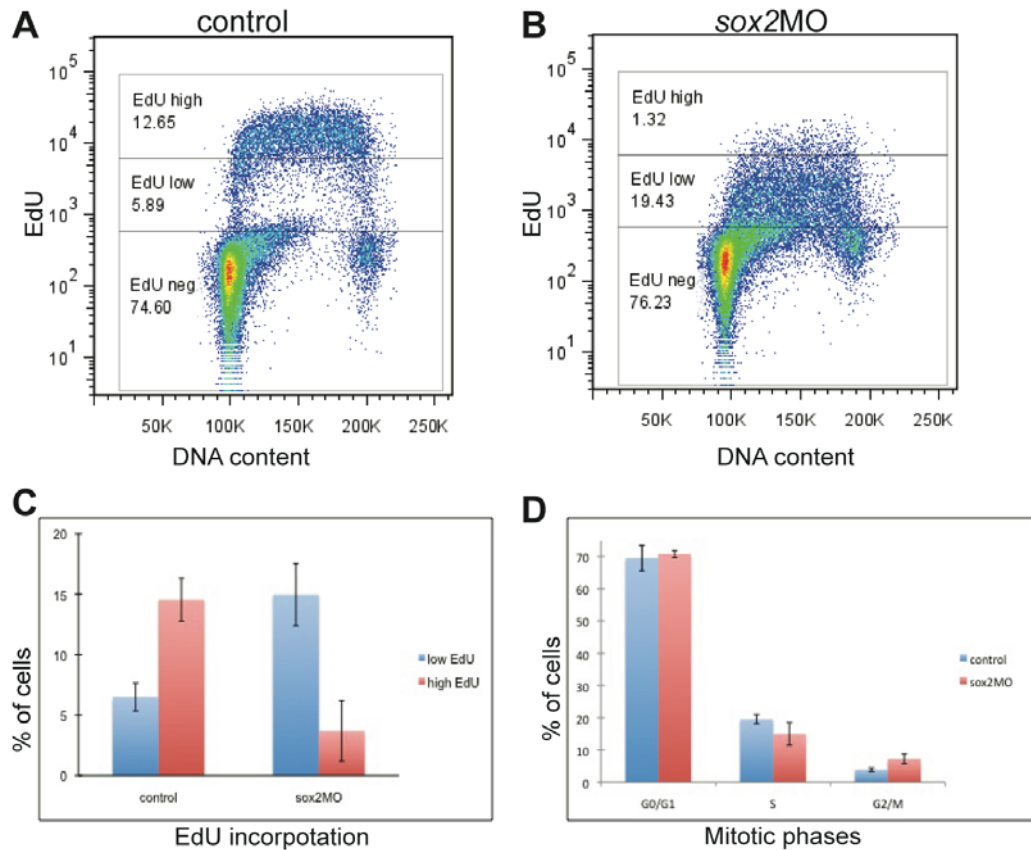 A
control
EdU
10^5
10^4
10^3
10^2
10^1
EdU high
12.65
EdU low
5.89
EdU neg
74.60
50K 100K 150K 200K 250K
DNA content
B
sox2MO
EdU
10^5
10^4
10^3
10^2
10^1
EdU high
1.32
EdU low
19.43
EdU neg
76.23
50K 100K 150K 200K 250K
DNA content
C
% of cells
20
15
10
5
0
control sox2MO
low EdU
high EdU
EdU incorpotation
D
% of cells
70
60
50
40
30
20
10
0
G0/G1 S G2/M
control
sox2MO
Mitotic phases